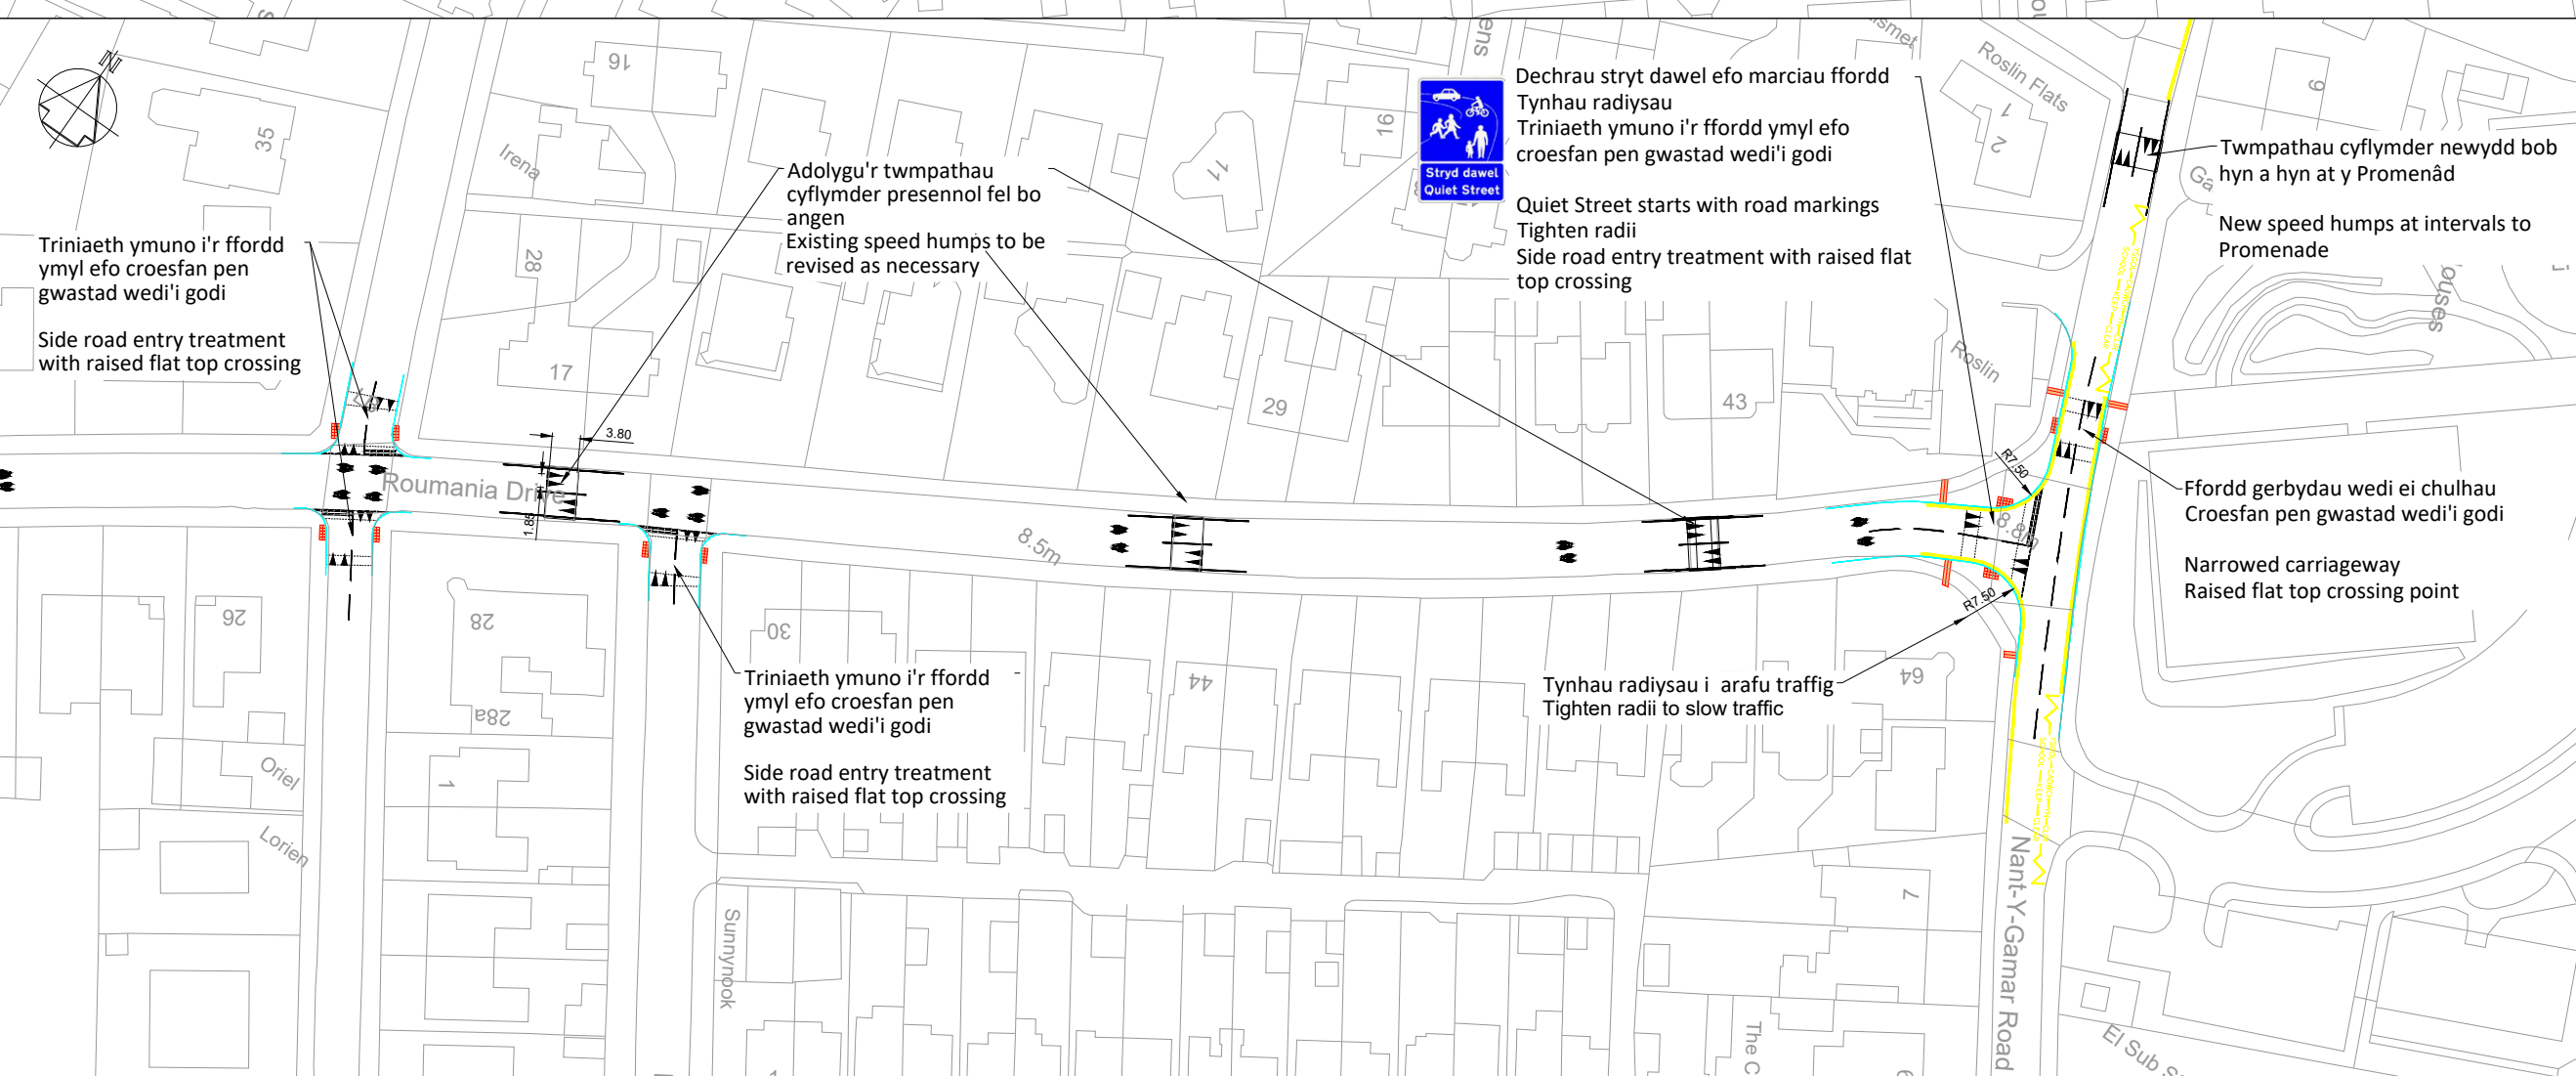 N
Triniaeth ymuno i'r ffordd
ymyl efo croesfan pen
gwastad wedi'i godi
Side road entry treatment
with raised flat top crossing
Adolygu'r twmpathau
cyflymder presennol fel bo
angen
Existing speed humps to be
revised as necessary
Stryd dawel
Quiet Street
Dechrau stryt dawel efo marciau ffordd
Tynhau radiysau
Triniaeth ymuno i'r ffordd ymyl efo
croesfan pen gwastad wedi'i godi
Quiet Street starts with road markings
Tighten radii
Side road entry treatment with raised flat
top crossing
Twmpathau cyflymder newydd bob
hyn a hyn at y Promenâd
New speed humps at intervals to
Promenade
Ffordd gerbydau wedi ei chulhau
Croesfan pen gwastad wedi'i godi
Narrowed carriageway
Raised flat top crossing point
Triniaeth ymuno i'r ffordd
ymyl efo croesfan pen
gwastad wedi'i godi
Side road entry treatment
with raised flat top crossing
Tynhau radiysau i arafu traffig
Tighten radii to slow traffic
Roumania Drive
3.80
1.85
8.5m
8.8m
R7.50
R7.50
Nant-Y-Gamar Road
Roslin Flats
Roslin
Irena
Oriel
Lorien
Sunnynook
35
16
28
17
11
16
29
43
1
2
9
26
28
28a
1
30
44
64
7